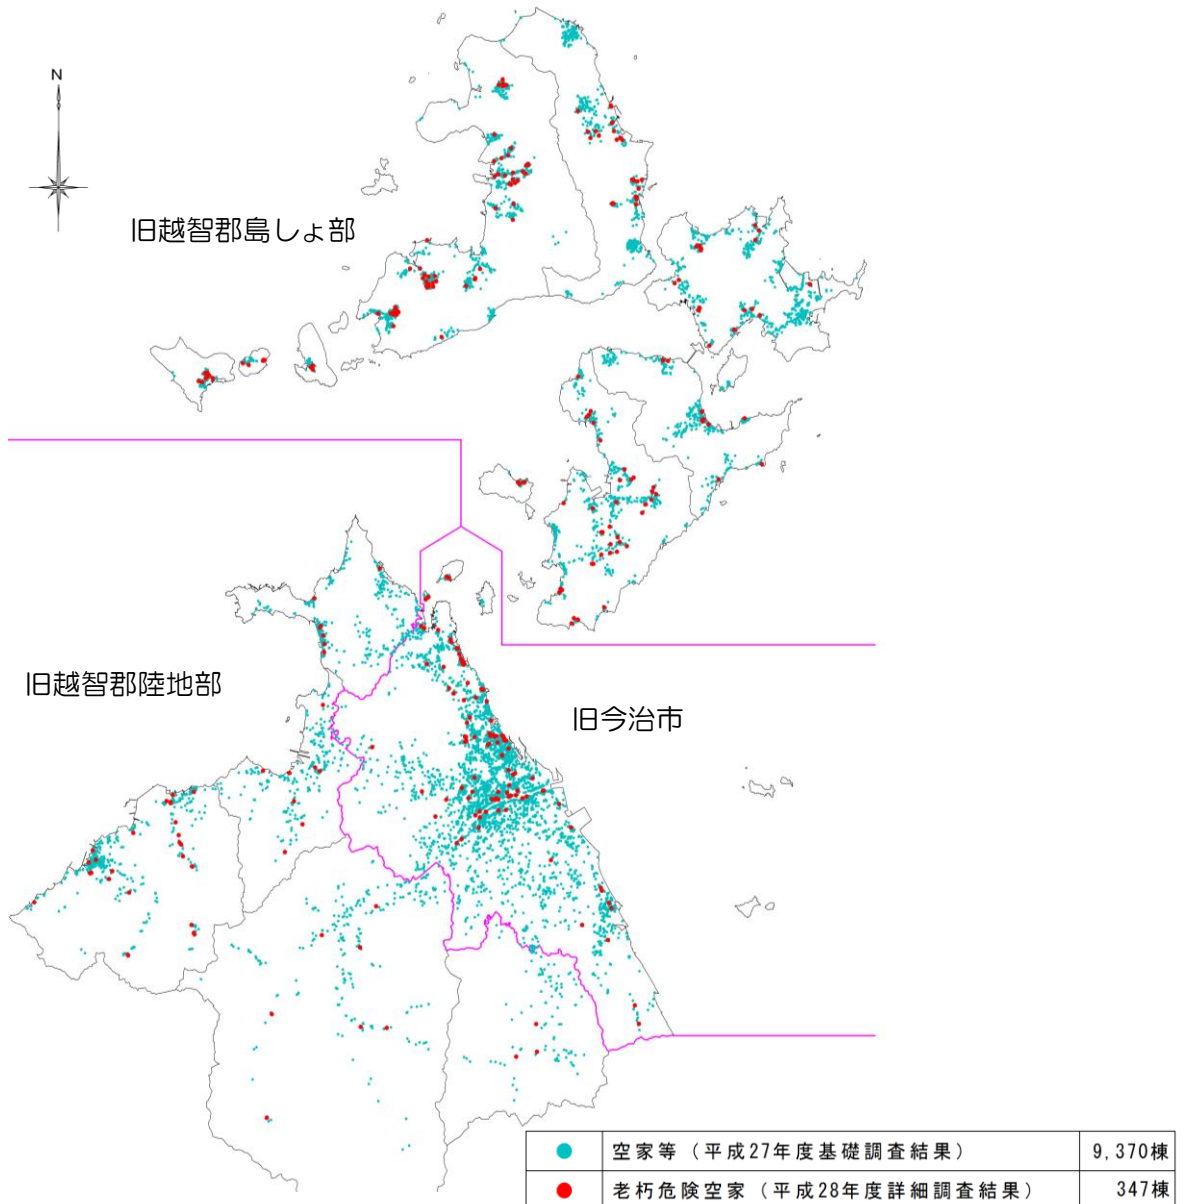 N
旧越智郡島しょ部
旧越智郡陸地部
旧今治市
空家等（平成27年度基礎調査結果） 9,370棟
老朽危険空家（平成28年度詳細調査結果） 347棟